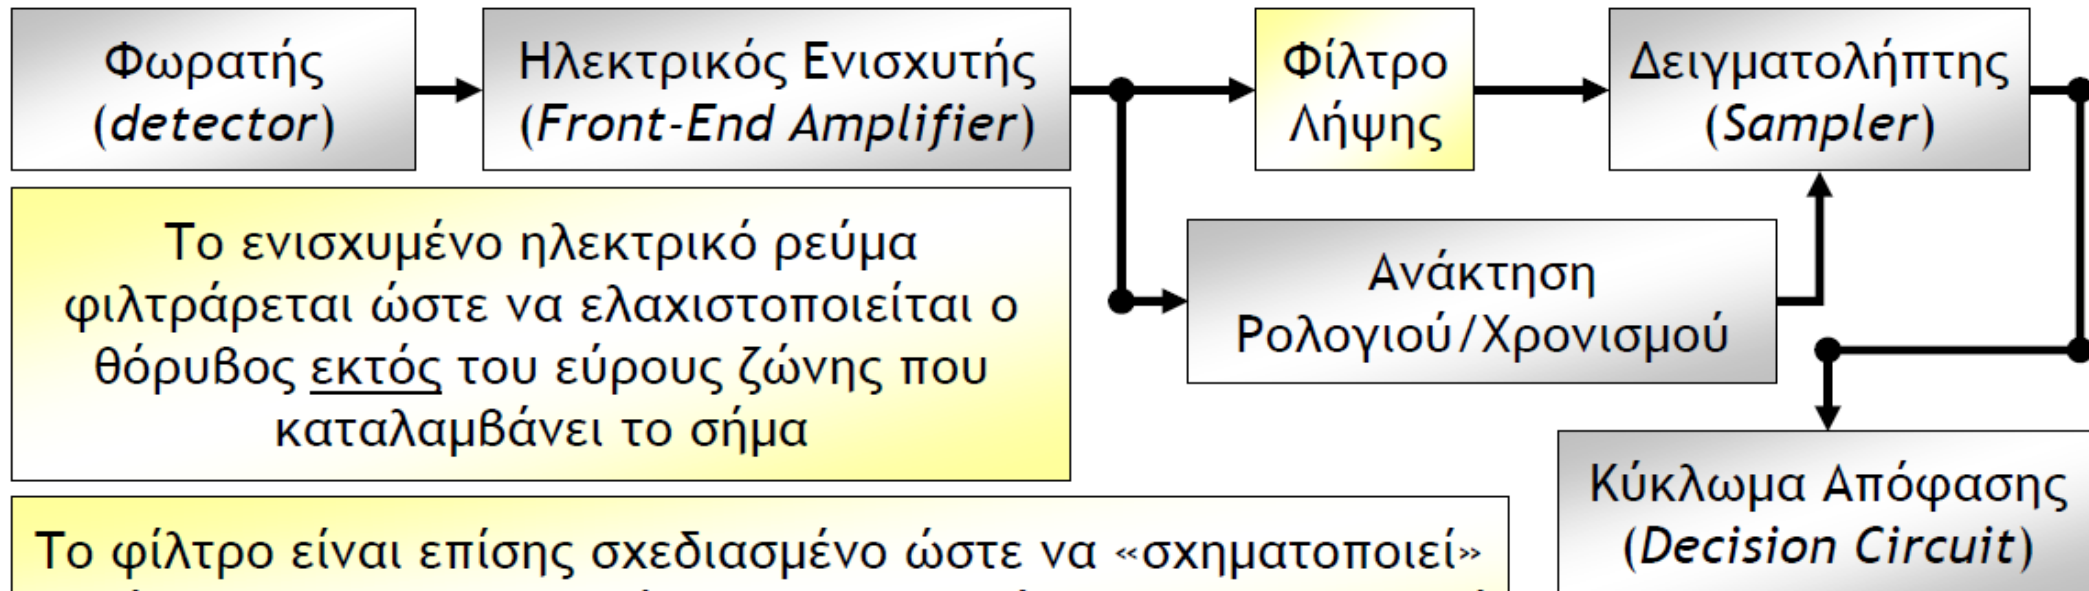 Φωρατής
(detector)
Ηλεκτρικός Ενισχυτής
(Front-End Amplifier)
Φίλτρο
Λήψης
Δειγματολήπτης
(Sampler)
Το ενισχυμένο ηλεκτρικό ρεύμα
φιλτράρεται ώστε να ελαχιστοποιείται ο
θόρυβος εκτός του εύρους ζώνης που
καταλαμβάνει το σήμα
Ανάκτηση
Ρολογιού/Χρονισμού
Κύκλωμα Απόφασης
(Decision Circuit)
Το φίλτρο είναι επίσης σχεδιασμένο ώστε να «σχηματοποιεί»